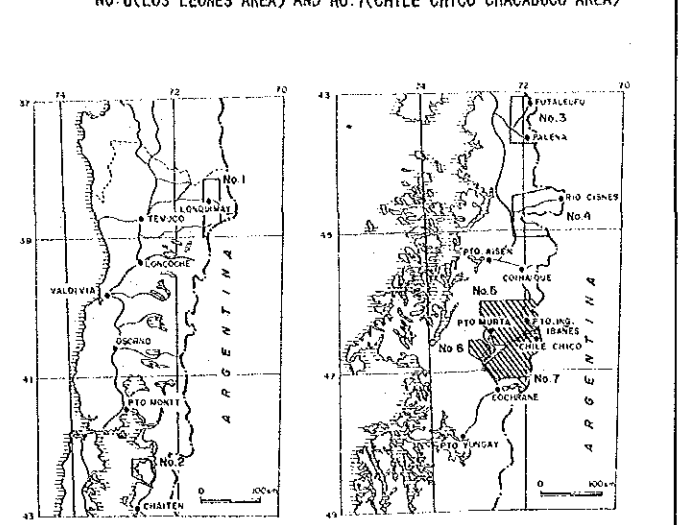 NO.6(LOS LEONES AREA) AND NO.7(CHILE CHICO CHACABUCO AREA)
74 72 70
37
No.1
LONQUIMAY
TEMUCO
39
LONCOCHE
VALDIVIA
OSORNO
41
PTO MONTT
No.2
CHAITEN
43
ARGENTINA
0 100km
74 72 70
43
FUTALEUFU
No.3
PALENA
RIO CISNES
No.4
45
PTO. AISEN
COIHAIQUE
No.5
PTO MURTA
PTO. ING. IBANES
No.6
CHILE CHICO
47
No.7
COCHRANE
PTO YUNGAY
49
ARGENTINA
0 100km